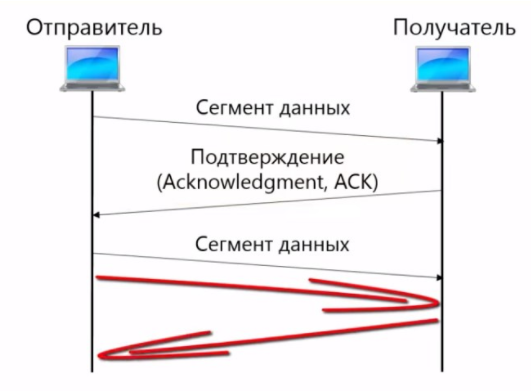 Отправитель
Получатель
Сегмент данных
Подтверждение
(Acknowledgment, ACK)
Сегмент данных